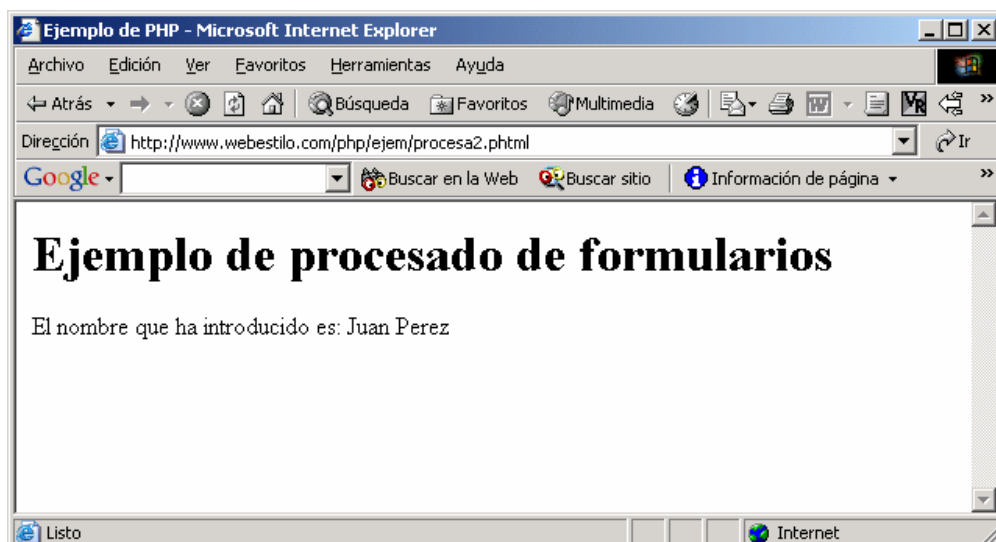 Ejemplo de PHP - Microsoft Internet Explorer
Archivo Edición Ver Favoritos Herramientas Ayuda
Atrás Búsqueda Favoritos Multimedia W VR »
Dirección http://www.webestilo.com/php/ejem/procesa2.phtml Ir
Google Buscar en la Web Buscar sitio Información de página »
Ejemplo de procesado de formularios
El nombre que ha introducido es: Juan Perez
Listo Internet